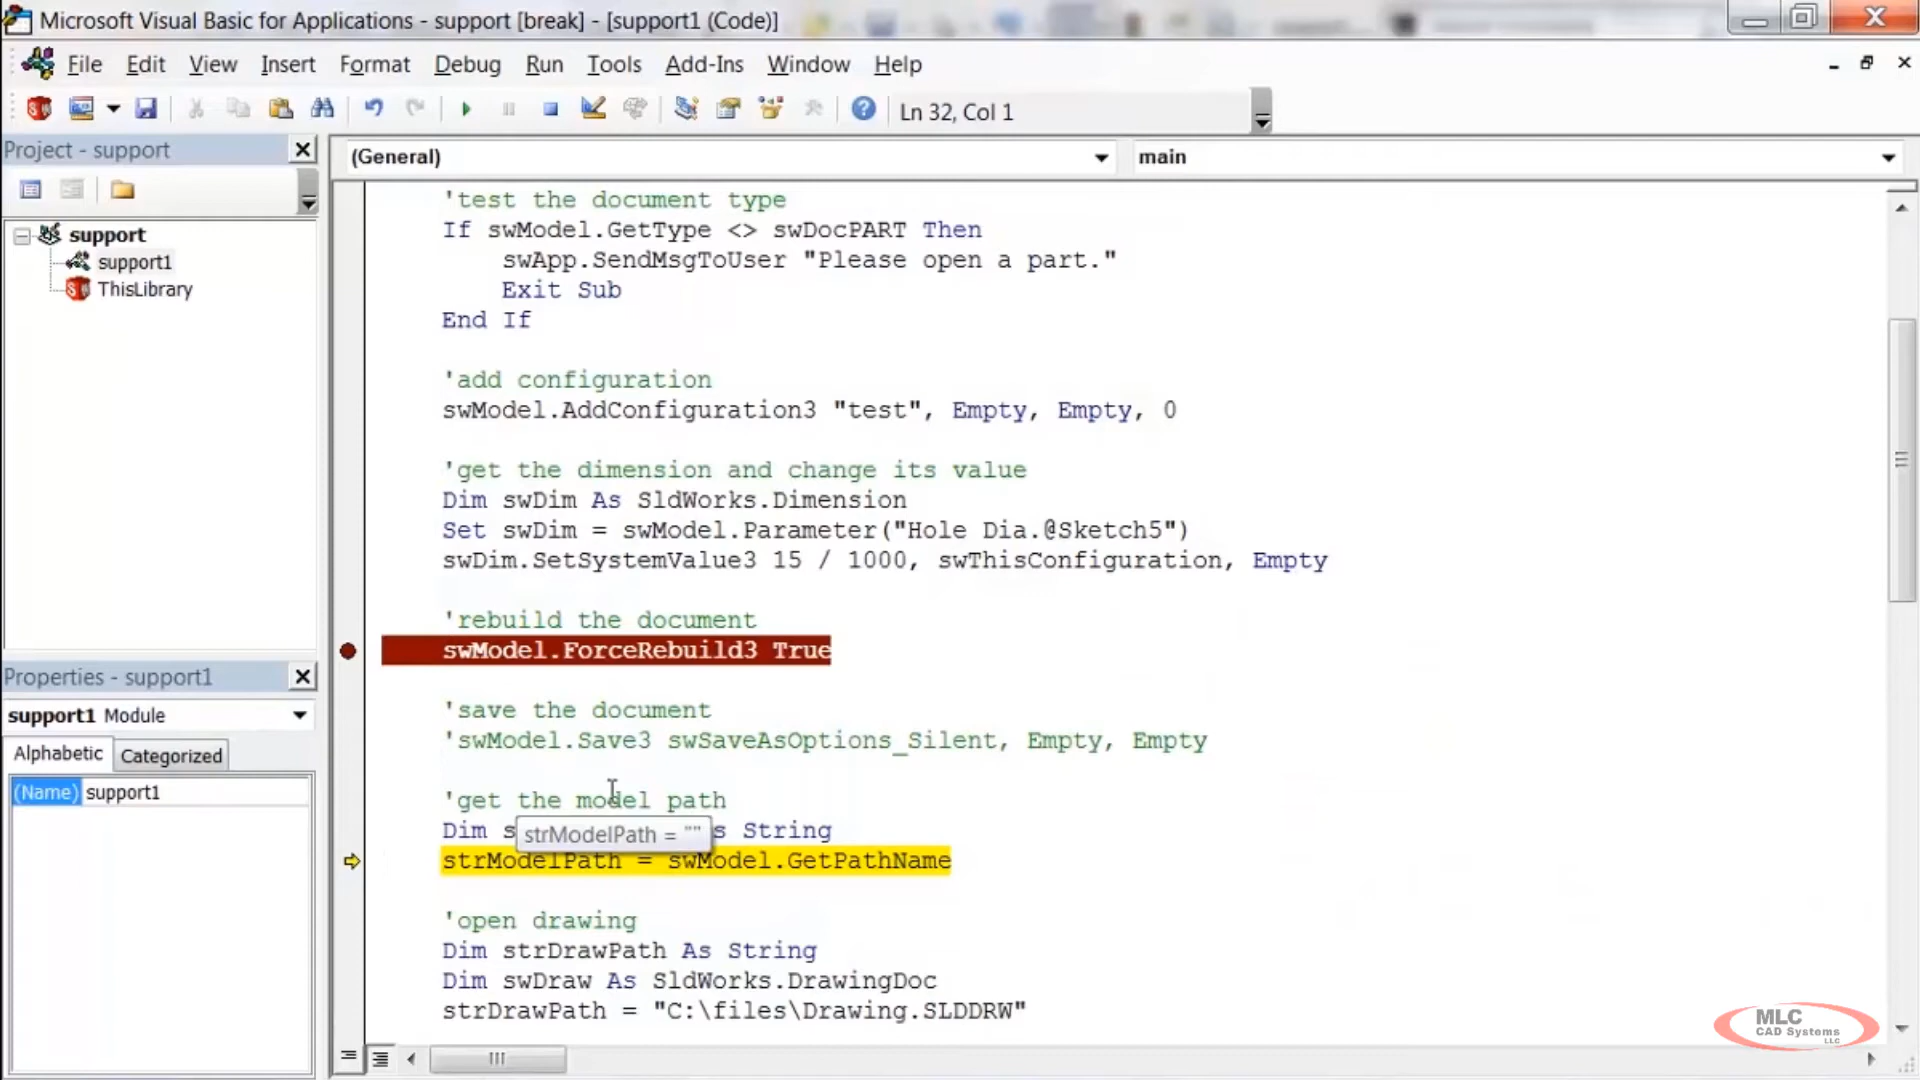 Microsoft Visual Basic for Applications - support [break] - [support1 (Code)]
File Edit View Insert Format Debug Run Tools Add-Ins Window Help
Ln 32, Col 1
Project - support
(General) main
support
support1
ThisLibrary
'test the document type
If swModel.GetType <> swDocPART Then
swApp.SendMsgToUser "Please open a part."
Exit Sub
End If
'add configuration
swModel.AddConfiguration3 "test", Empty, Empty, 0
'get the dimension and change its value
Dim swDim As SldWorks.Dimension
Set swDim = swModel.Parameter("Hole Dia.@Sketch5")
swDim.SetSystemValue3 15 / 1000, swThisConfiguration, Empty
'rebuild the document
swModel.ForceRebuild3 True
'save the document
'swModel.Save3 swSaveAsOptions_Silent, Empty, Empty
'get the model path
Dim s s String
strModelPath = ""
strModelPath = swModel.GetPathName
'open drawing
Dim strDrawPath As String
Dim swDraw As SldWorks.DrawingDoc
strDrawPath = "C:\files\Drawing.SLDDRW"
Properties - support1
support1 Module
Alphabetic Categorized
(Name) support1
MLC
CAD Systems
LLC